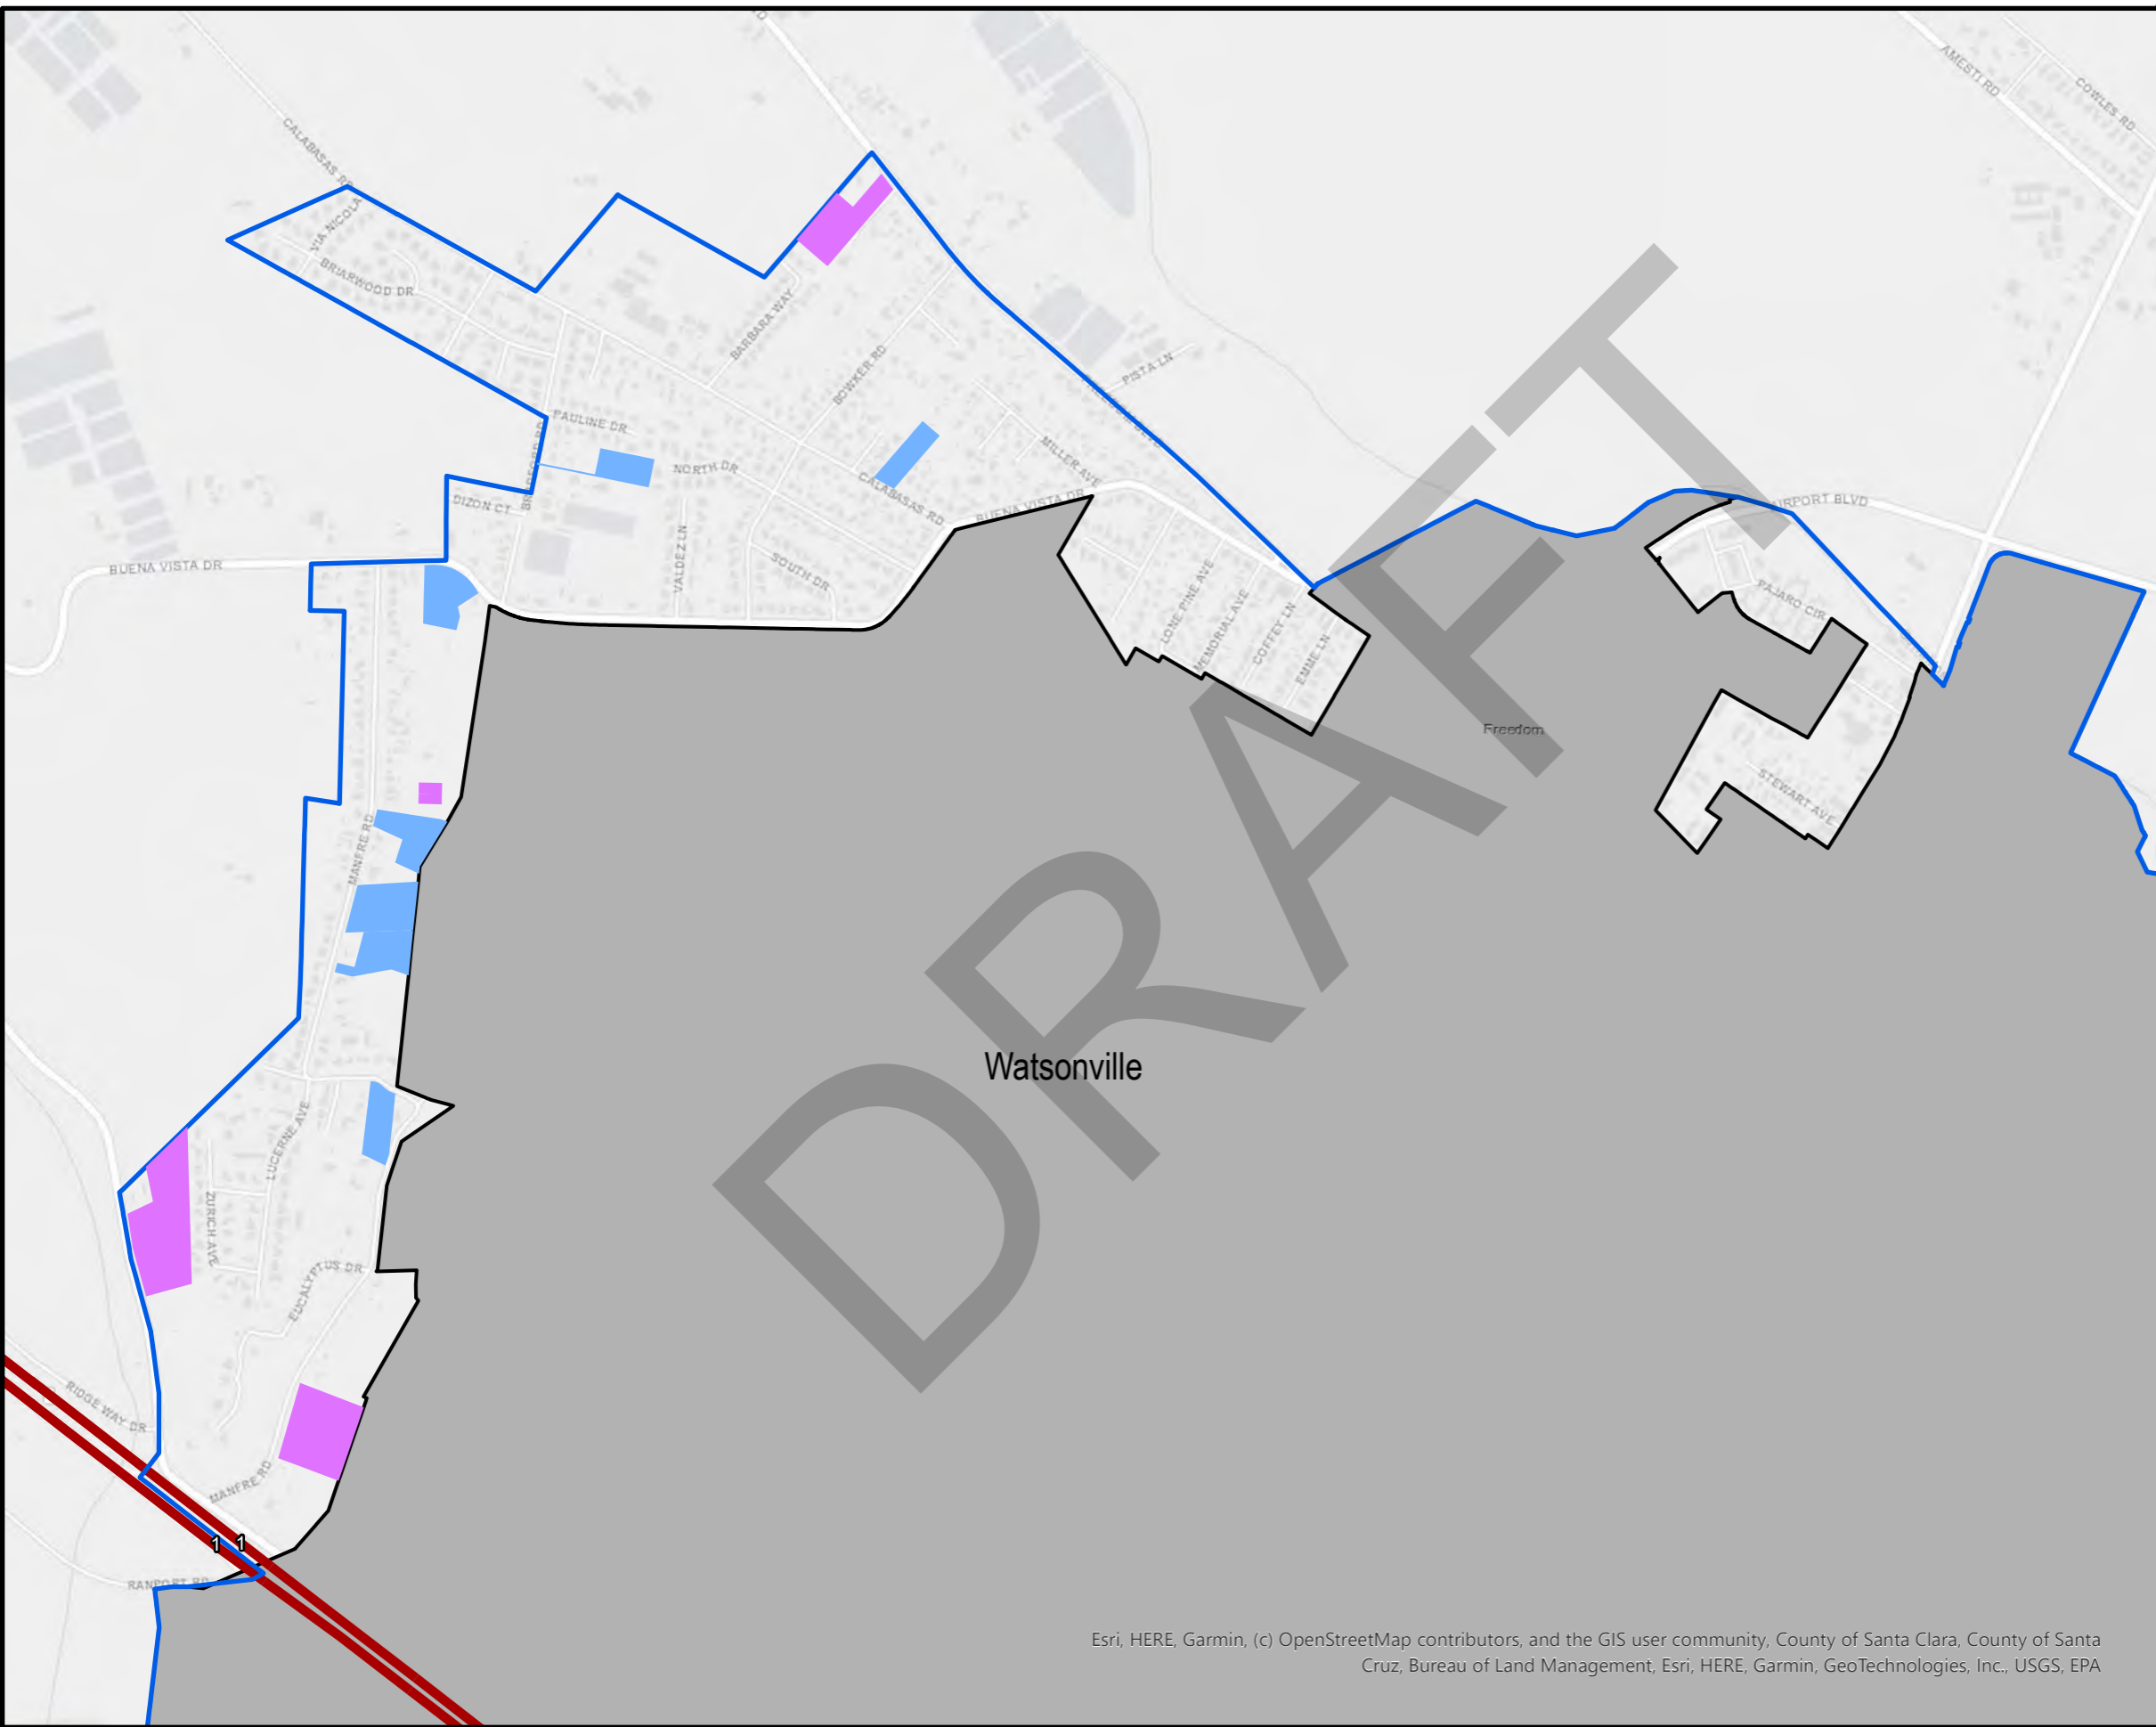 AMESTI RD
COWLES RD
CALABASAS RD
VIA NICOLA
BRIARWOOD DR
BARBARA WAY
BOWKER RD
PISTA LN
PAULINE DR
MILLER AVE
NORTH DR
CALABASAS RD
BUENA VISTA DR
DIZON CT
AIRPORT BLVD
VALDEZ LN
SOUTH DR
BUENA VISTA DR
LONE PINE AVE
MEMORIAL AVE
COFFEY LN
EMME LN
PAJARO CIR
Freedom
STEWART AVE
MANFRE RD
DRAFT
Watsonville
LUCERNE AVE
ZURICH AVE
EUCALYPTUS DR
RIDGE WAY DR
MANFRE RD
1 1
RANPORT RD
Esri, HERE, Garmin, (c) OpenStreetMap contributors, and the GIS user community, County of Santa Clara, County of Santa
Cruz, Bureau of Land Management, Esri, HERE, Garmin, GeoTechnologies, Inc., USGS, EPA